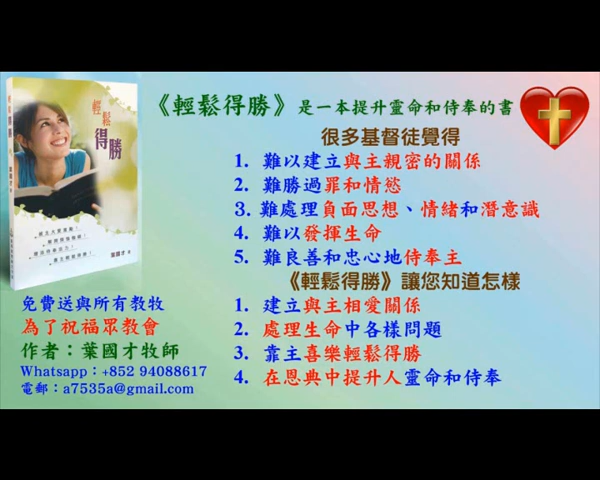 《輕鬆得勝》是一本提升靈命和侍奉的書
很多基督徒覺得
1. 難以建立與主親密的關係
2. 難勝過罪和情慾
3. 難處理負面思想、情緒和潛意識
4. 難以發揮生命
5. 難良善和忠心地侍奉主
《輕鬆得勝》讓您知道怎樣
1. 建立與主相愛關係
2. 處理生命中各樣問題
3. 靠主喜樂輕鬆得勝
4. 在恩典中提升人靈命和侍奉
輕鬆
得勝
葉國才 著
輕鬆得勝
免費送與所有教牧
為了祝福眾教會
作者：葉國才牧師
Whatsapp：+852 94088617
電郵：a7535a@gmail.com